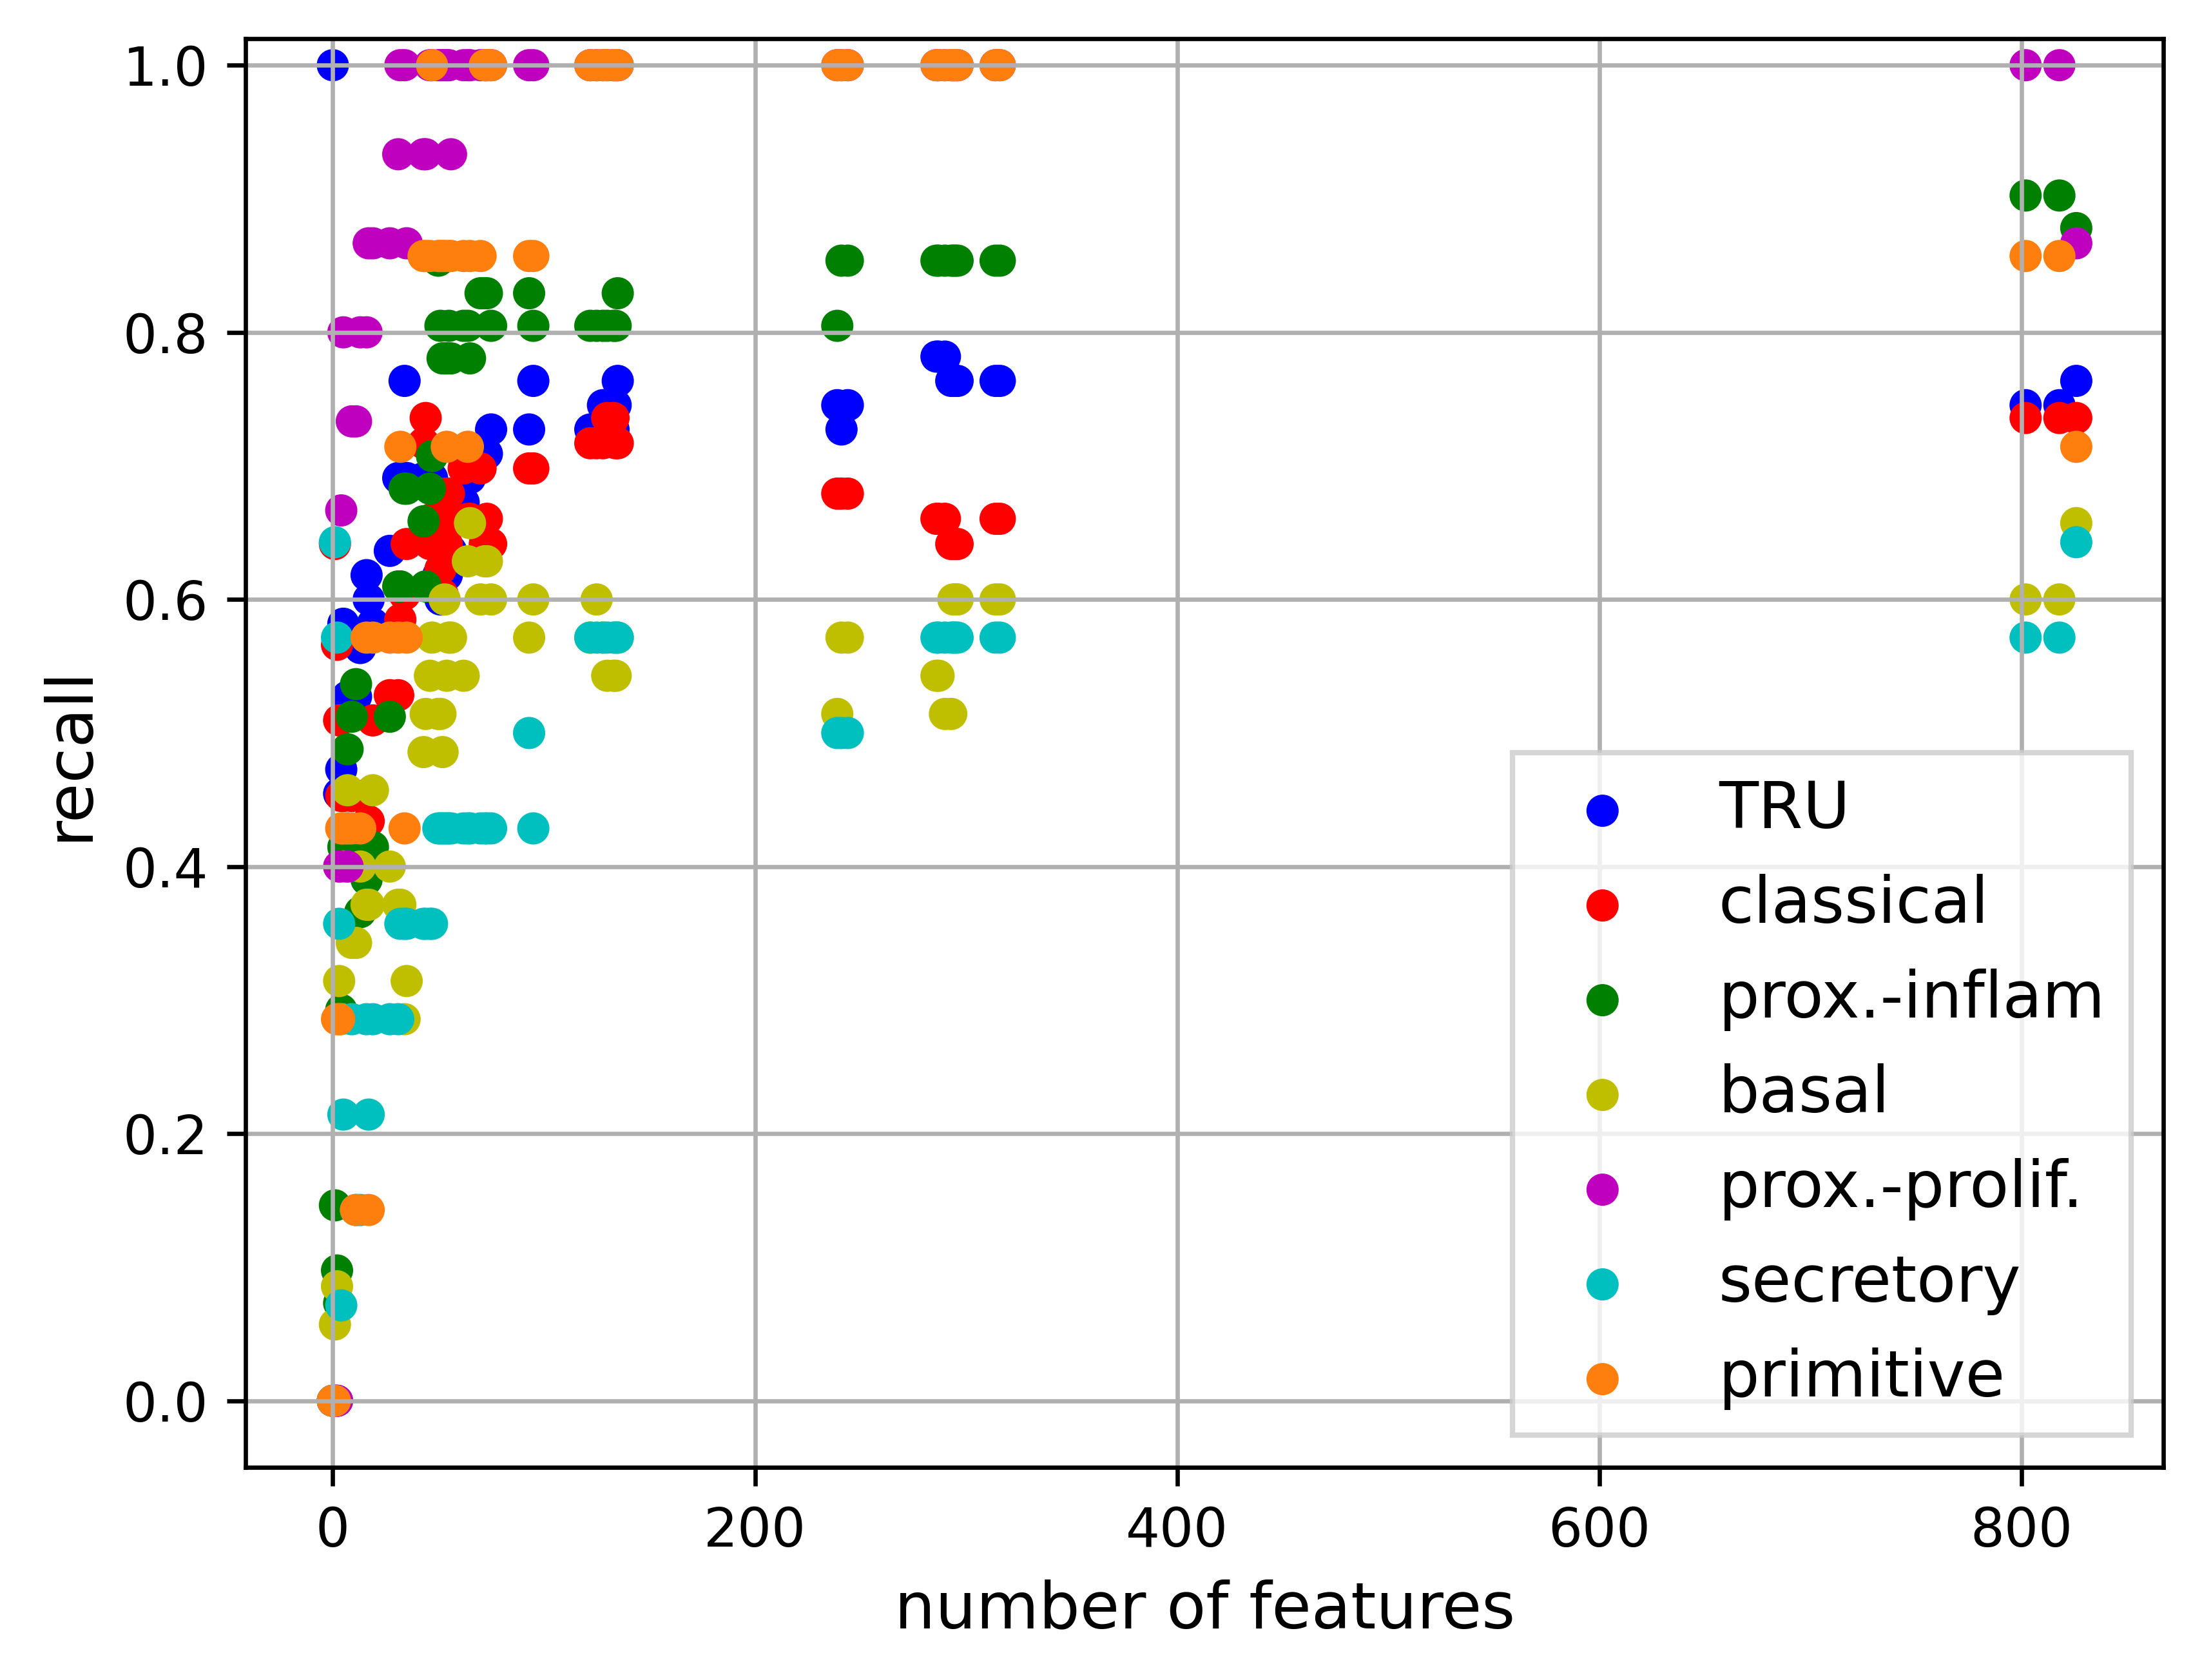 1.0
0.8
0.6
0.4
0.2
0.0
recall
0 200 400 600 800
number of features
TRU
classical
prox.-inflam
basal
prox.-prolif.
secretory
primitive